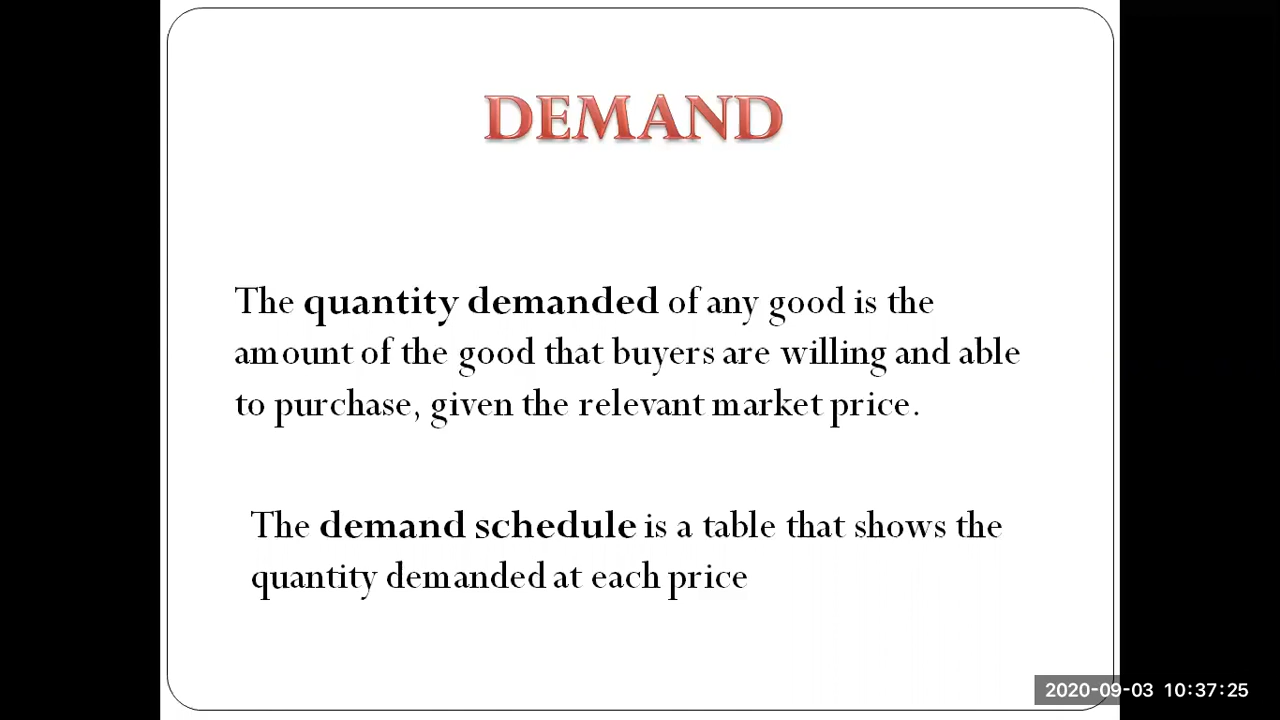 DEMAND
The quantity demanded of any good is the
amount of the good that buyers are willing and able
to purchase, given the relevant market price.
The demand schedule is a table that shows the
quantity demanded at each price
2020-09-03 10:37:25